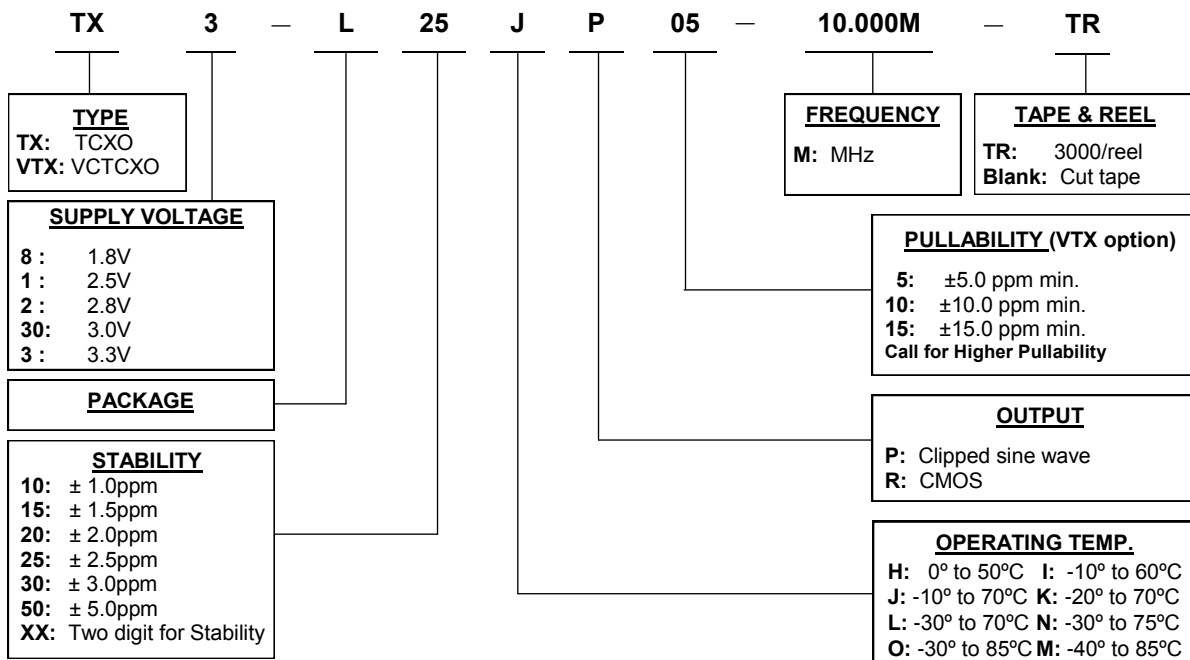 TX 3 – L 25 J P 05 – 10.000M – TR
TYPE
TX: TCXO
VTX: VCTCXO
SUPPLY VOLTAGE
8 : 1.8V
1 : 2.5V
2 : 2.8V
30: 3.0V
3 : 3.3V
PACKAGE
STABILITY
10: ± 1.0ppm
15: ± 1.5ppm
20: ± 2.0ppm
25: ± 2.5ppm
30: ± 3.0ppm
50: ± 5.0ppm
XX: Two digit for Stability
FREQUENCY
M: MHz
TAPE & REEL
TR: 3000/reel
Blank: Cut tape
PULLABILITY (VTX option)
5: ±5.0 ppm min.
10: ±10.0 ppm min.
15: ±15.0 ppm min.
Call for Higher Pullability
OUTPUT
P: Clipped sine wave
R: CMOS
OPERATING TEMP.
H: 0º to 50ºC I: -10º to 60ºC
J: -10º to 70ºC K: -20º to 70ºC
L: -30º to 70ºC N: -30º to 75ºC
O: -30º to 85ºC M: -40º to 85ºC